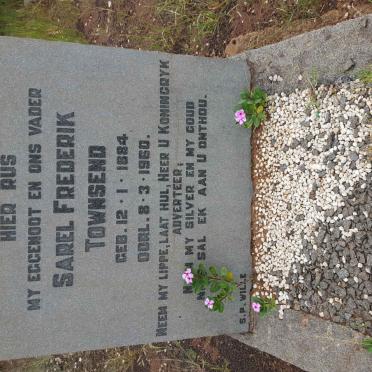 HIER RUS
MY EGGENOOT EN ONS VADER
SAREL FREDERIK
TOWNSEND
GEB. 12 · 1 · 1884
OORL. 8 · 3 · 1960.
NEEM MY LIPPE, LAAT HUL, HEER U KONINGRYK
ADVERTEER;
MY SILVER EN MY GOUD
SAL EK AAN U ONTHOU.
S.P. WILLE